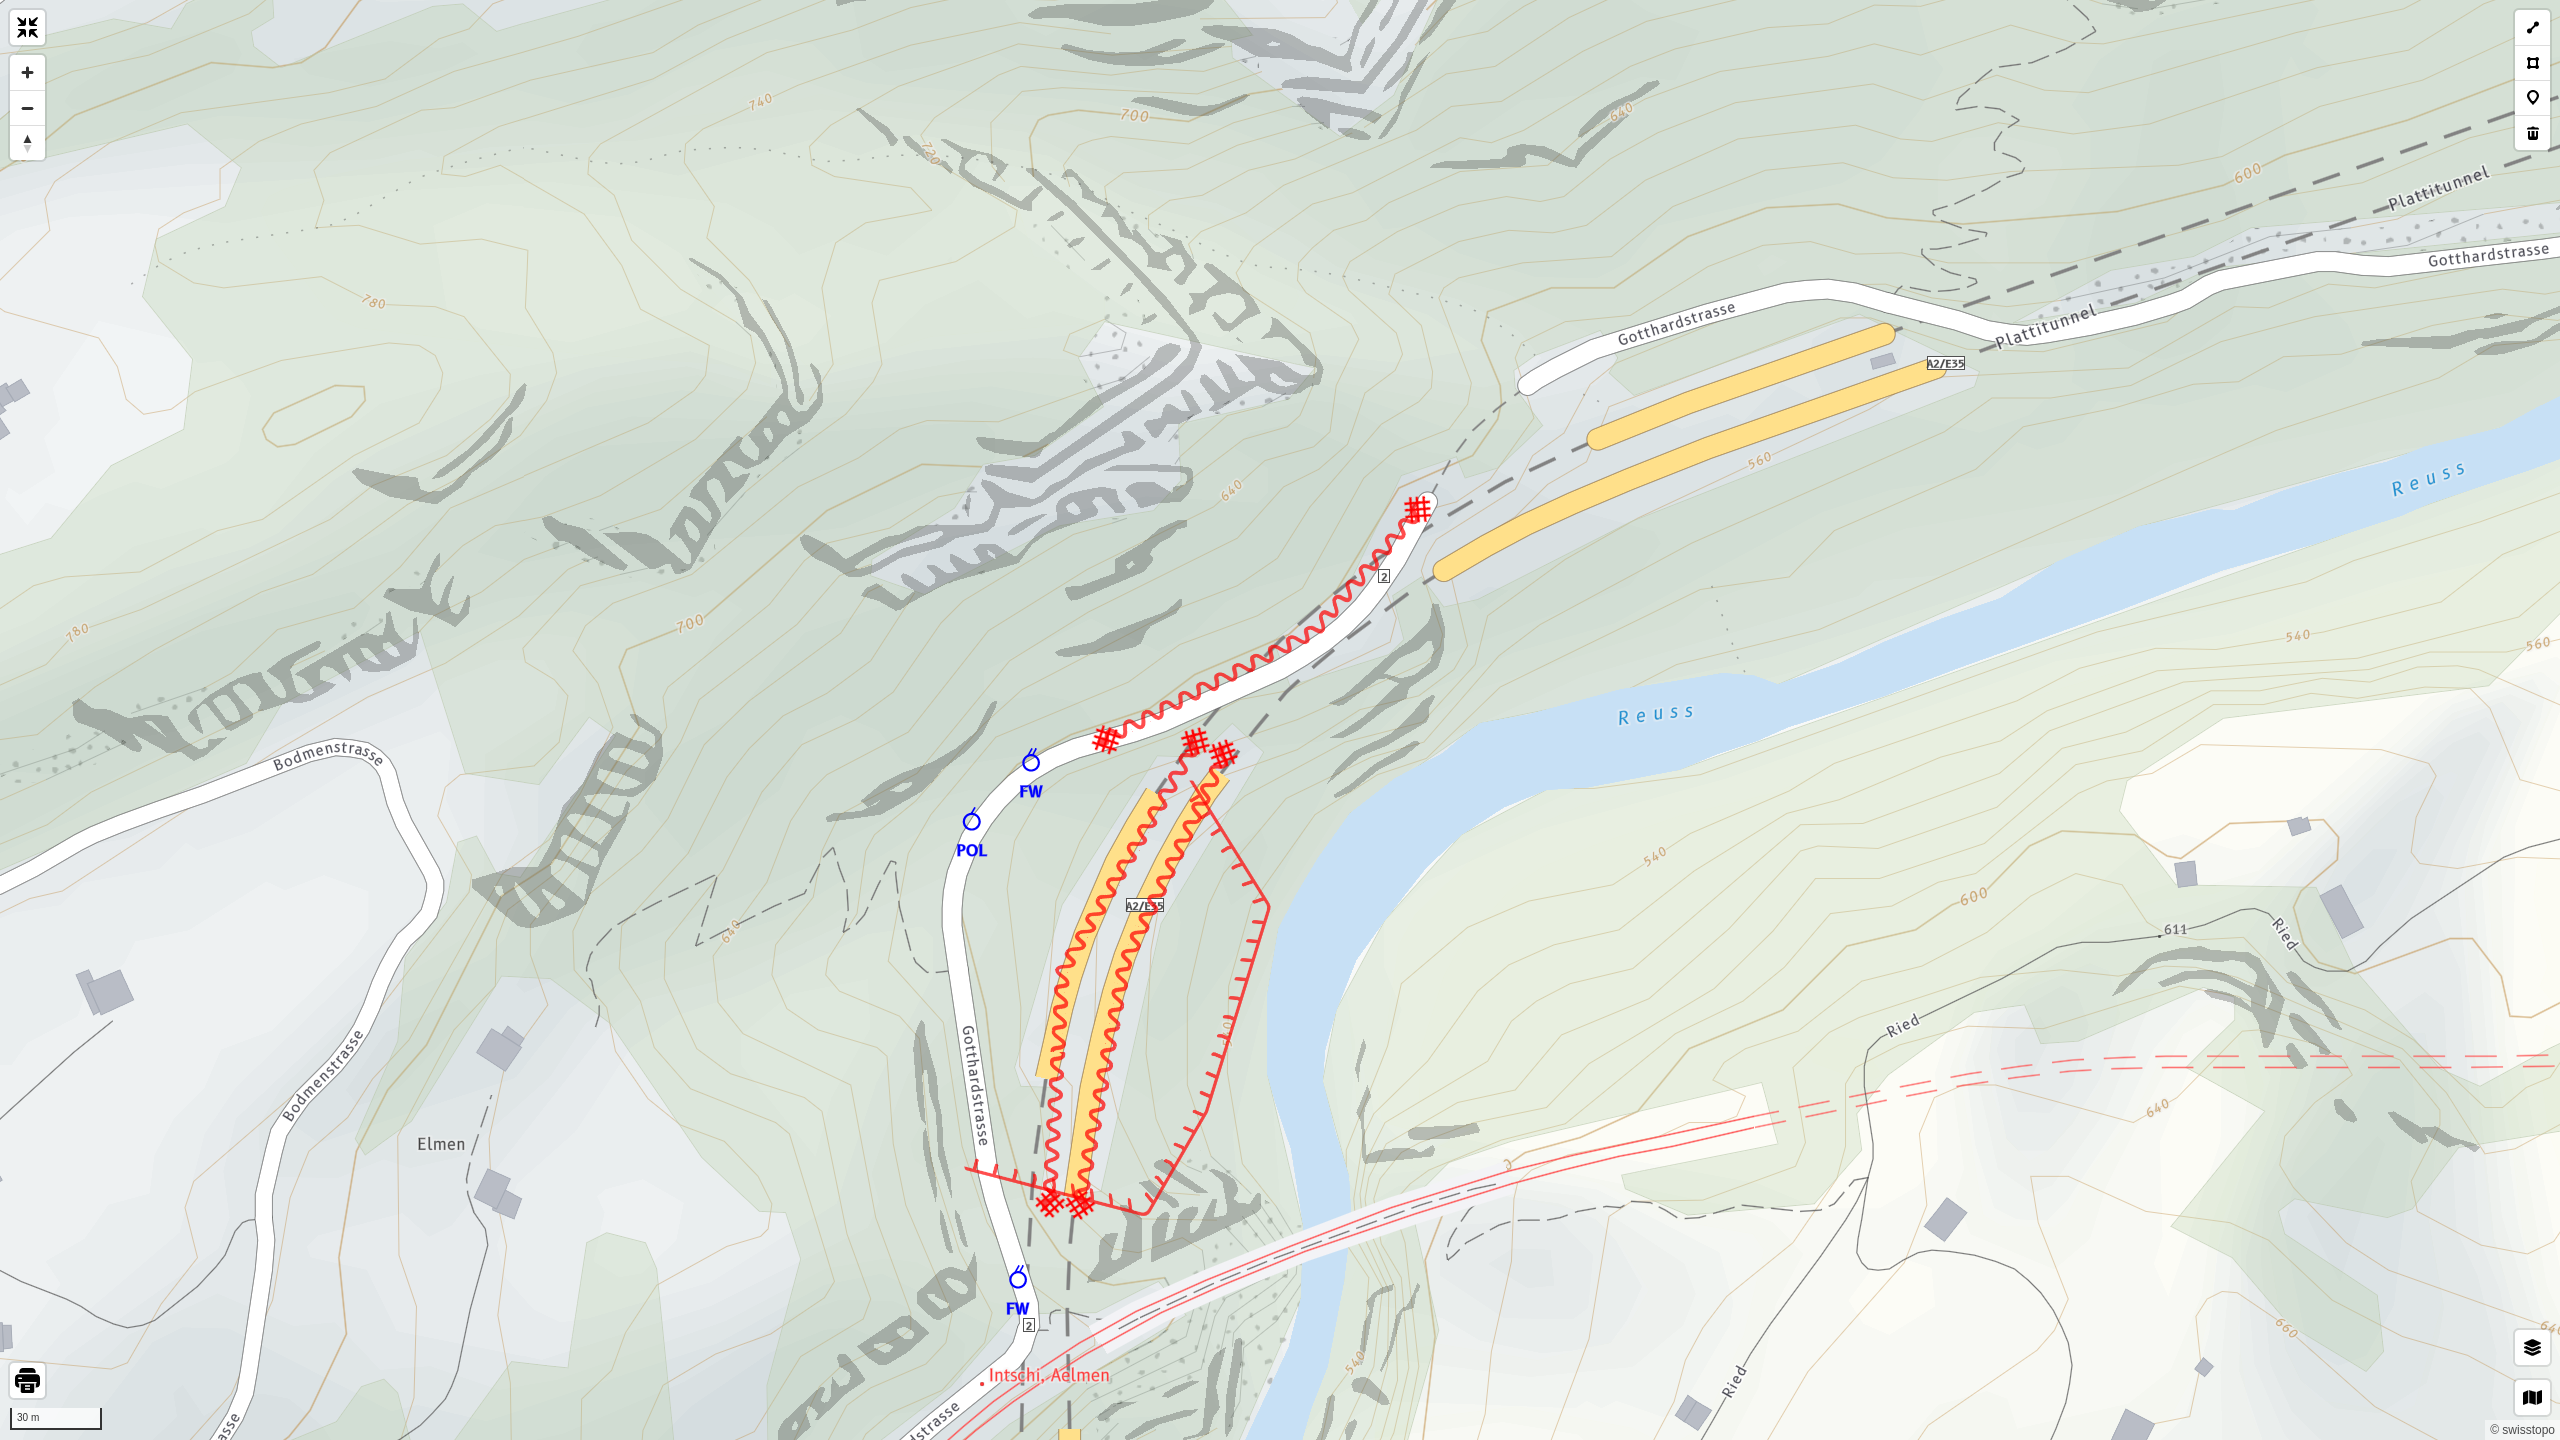 740
700
640
720
600
Plattitunnel
Gotthardstrasse
780
Gotthardstrasse
Plattitunnel
A2/E35
560
Reuss
640
2
700
780
540
560
Reuss
Bodmenstrasse
FW
POL
540
600
A2/E35
640
611
Ried
Ried
Gotthardstrasse
Bodmenstrasse
Elmen
640
FW
2
660
540
Intschi, Aelmen
Ried
30 m
© swisstopo